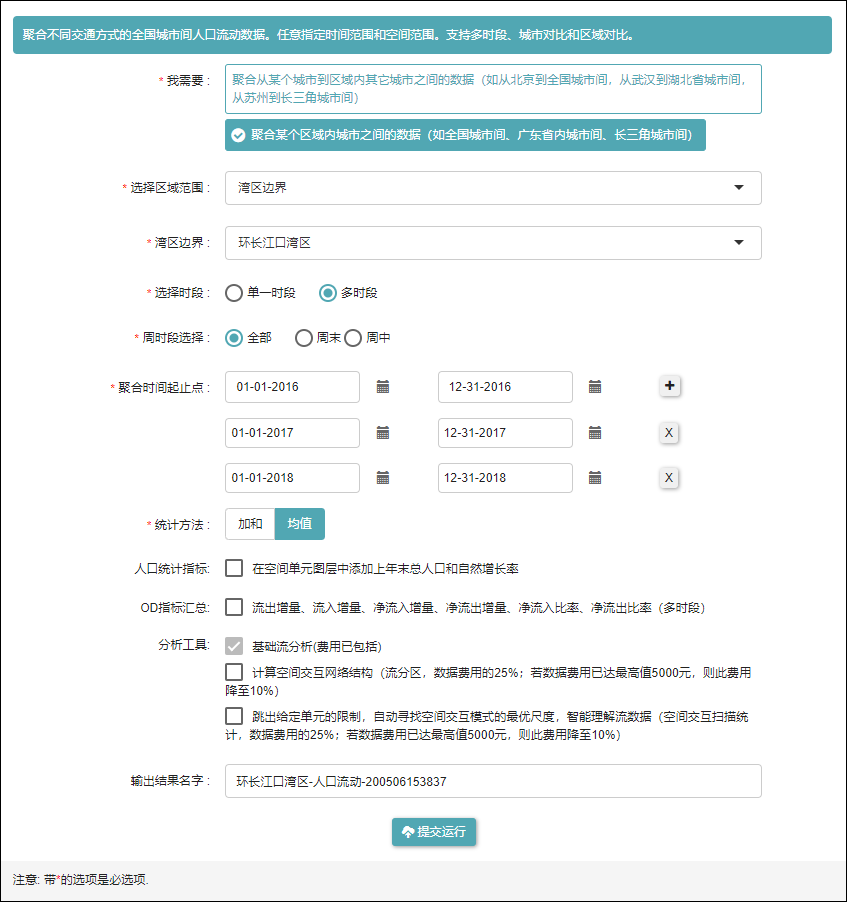 聚合不同交通方式的全国城市间人口流动数据。任意指定时间范围和空间范围。支持多时段、城市对比和区域对比。
* 我需要 :
聚合从某个城市到区域内其它城市之间的数据（如从北京到全国城市间，从武汉到湖北省城市间，
从苏州到长三角城市间）
聚合某个区域内城市之间的数据（如全国城市间、广东省内城市间、长三角城市间）
* 选择区域范围 : 湾区边界
* 湾区边界 : 环长江口湾区
* 选择时段 : 单一时段 多时段
* 周时段选择 : 全部 周末 周中
* 聚合时间起止点 : 01-01-2016 12-31-2016 +
01-01-2017 12-31-2017 X
01-01-2018 12-31-2018 X
* 统计方法 : 加和 均值
人口统计指标: 在空间单元图层中添加上年末总人口和自然增长率
OD指标汇总: 流出增量、流入增量、净流入增量、净流出增量、净流入比率、净流出比率（多时段）
分析工具: 基础流分析(费用已包括)
计算空间交互网络结构（流分区，数据费用的25%；若数据费用已达最高值5000元，则此费用
降至10%）
跳出给定单元的限制，自动寻找空间交互模式的最优尺度，智能理解流数据（空间交互扫描统
计，数据费用的25%；若数据费用已达最高值5000元，则此费用降至10%）
输出结果名字 : 环长江口湾区-人口流动-200506153837
提交运行
注意: 带*的选项是必选项.